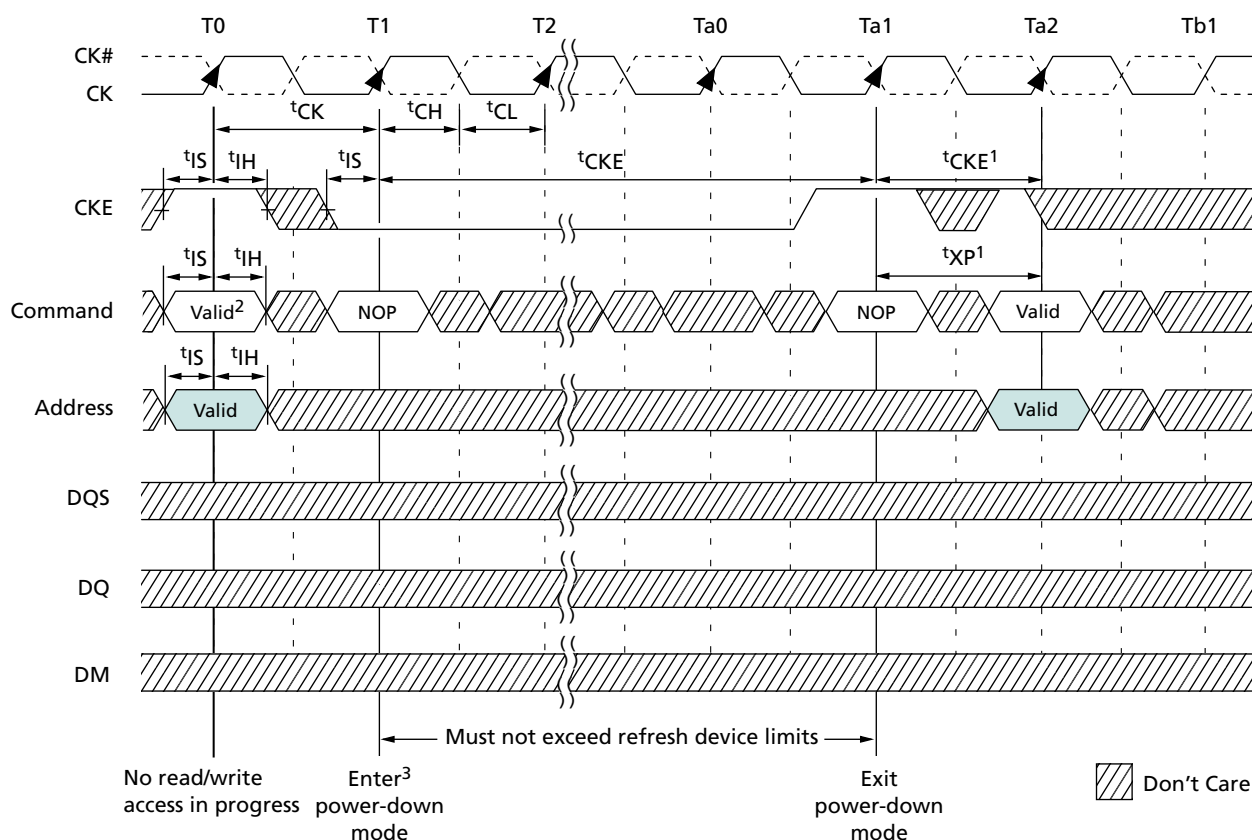 T0 T1 T2 Ta0 Ta1 Ta2 Tb1
CK#
CK
tCK tCH tCL
tIS tIH tIS tCKE tCKE1
CKE
tIS tIH tXP1
Command Valid2 NOP NOP Valid
tIS tIH
Address Valid Valid
DQS
DQ
DM
Must not exceed refresh device limits
No read/write
access in progress
Enter3
power-down
mode
Exit
power-down
mode
Don't Care